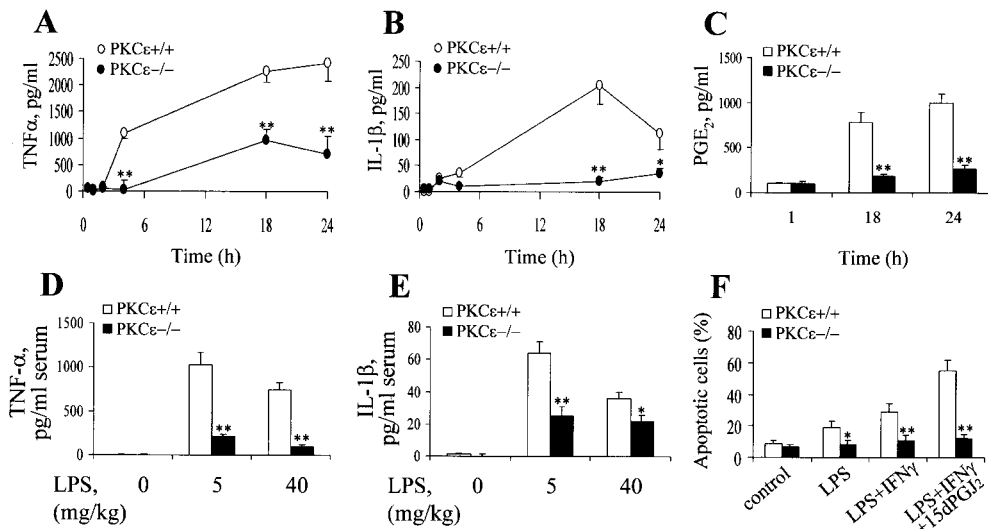 A
PKCε+/+
PKCε−/−
TNFα, pg/ml
2500
2000
1500
1000
500
0
**
**
**
0
6
12
18
24
Time (h)
B
PKCε+/+
PKCε−/−
IL-1β, pg/ml
250
200
150
100
50
0
**
*
0
6
12
18
24
Time (h)
C
PKCε+/+
PKCε−/−
PGE₂, pg/ml
1500
1000
500
0
**
**
1
18
24
Time (h)
D
PKCε+/+
PKCε−/−
TNF-α,
pg/ml serum
1500
1000
500
0
**
**
LPS,
(mg/kg)
0
5
40
E
PKCε+/+
PKCε−/−
IL-1β,
pg/ml serum
80
60
40
20
0
**
*
LPS,
(mg/kg)
0
5
40
F
PKCε+/+
PKCε−/−
Apoptotic cells (%)
80
60
40
20
0
*
**
**
control
LPS
LPS+IFNγ
LPS+IFNγ
+15dPGJ₂